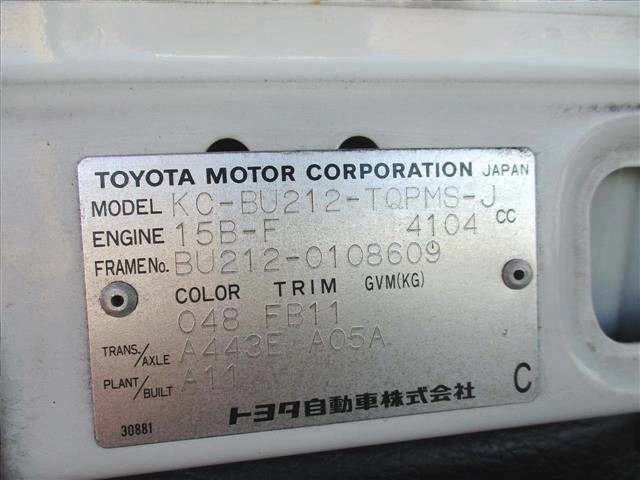 TOYOTA MOTOR CORPORATION JAPAN
MODEL KC-BU212-TQPMS-J
ENGINE 15B-F 4104 CC
FRAME No. BU212-0108609
COLOR TRIM GVM(KG)
048 FB11
TRANS./AXLE A443E A05A
PLANT/BUILT A11
トヨタ自動車株式会社 C
30881